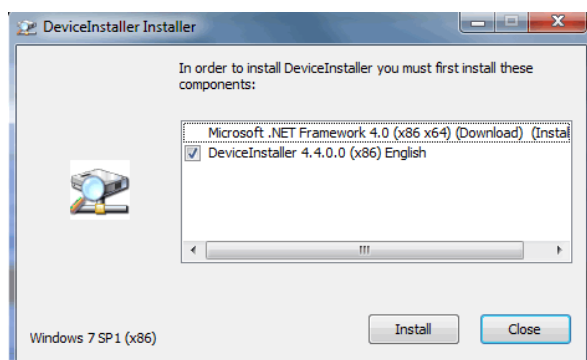 DeviceInstaller Installer
In order to install DeviceInstaller you must first install these
components:
Microsoft .NET Framework 4.0 (x86 x64) (Download) (Instal
DeviceInstaller 4.4.0.0 (x86) English
Install
Close
Windows 7 SP1 (x86)